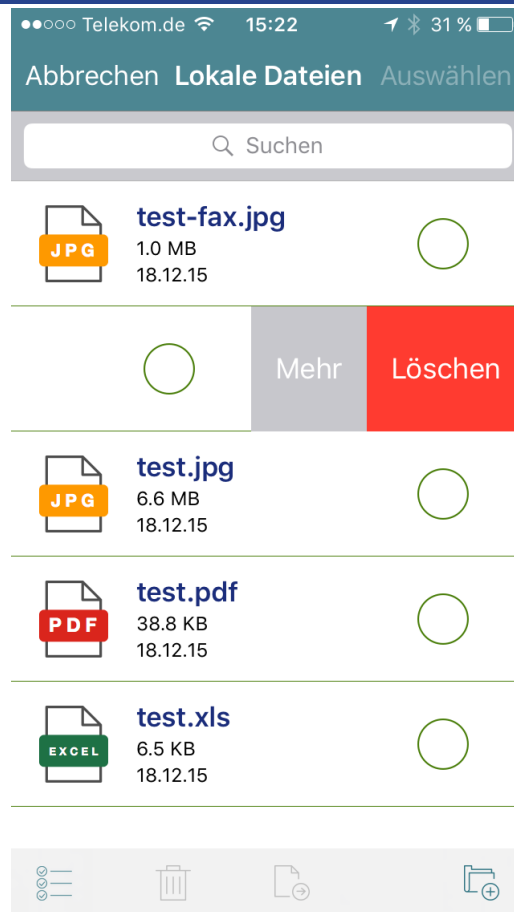 Telekom.de 15:22 31 %
Abbrechen Lokale Dateien Auswählen
Suchen
test-fax.jpg
JPG
1.0 MB
18.12.15
Mehr Löschen
test.jpg
JPG
6.6 MB
18.12.15
test.pdf
PDF
38.8 KB
18.12.15
test.xls
EXCEL
6.5 KB
18.12.15